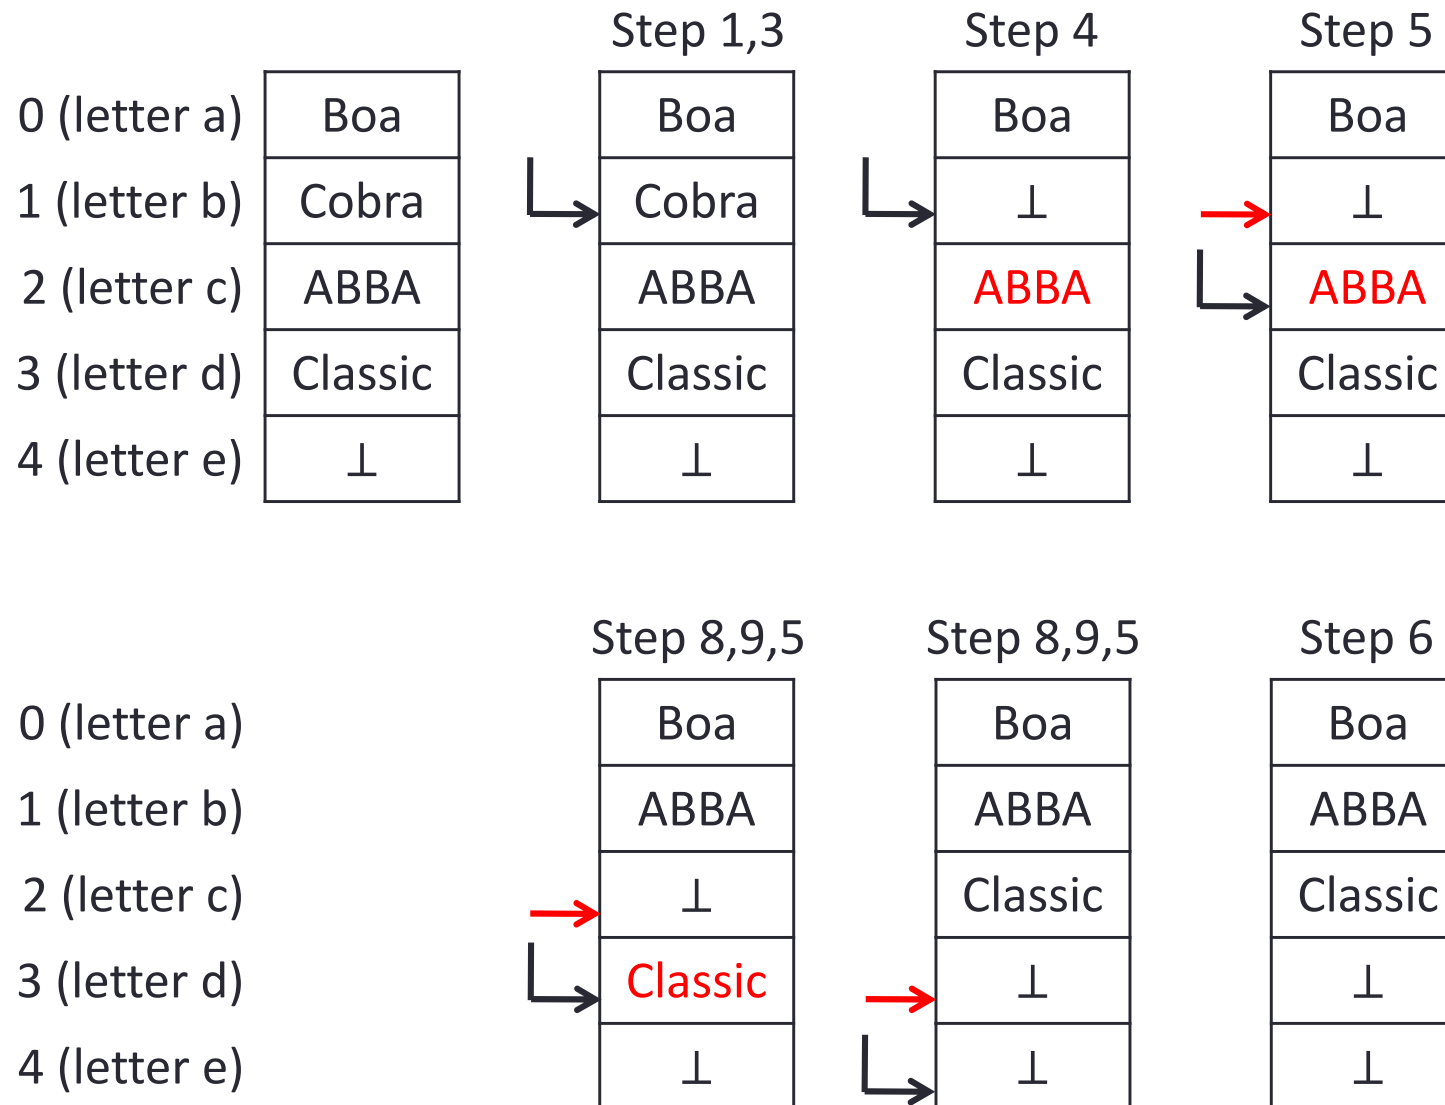 Step 1,3 Step 4 Step 5
0 (letter a) Boa Boa Boa Boa
1 (letter b) Cobra Cobra ⊥ ⊥
2 (letter c) ABBA ABBA ABBA ABBA
3 (letter d) Classic Classic Classic Classic
4 (letter e) ⊥ ⊥ ⊥ ⊥
Step 8,9,5 Step 8,9,5 Step 6
0 (letter a) Boa Boa Boa
1 (letter b) ABBA ABBA ABBA
2 (letter c) ⊥ Classic Classic
3 (letter d) Classic ⊥ ⊥
4 (letter e) ⊥ ⊥ ⊥